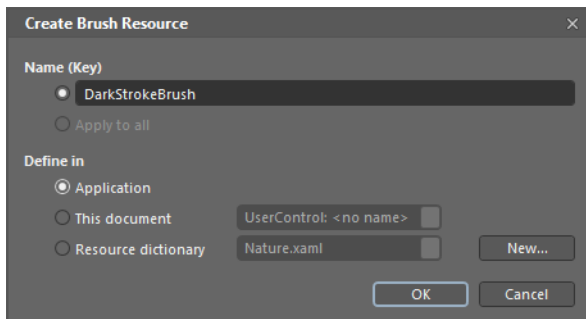 Create Brush Resource
Name (Key)
DarkStrokeBrush
Apply to all
Define in
Application
This document UserControl: <no name>
Resource dictionary Nature.xaml New...
OK Cancel